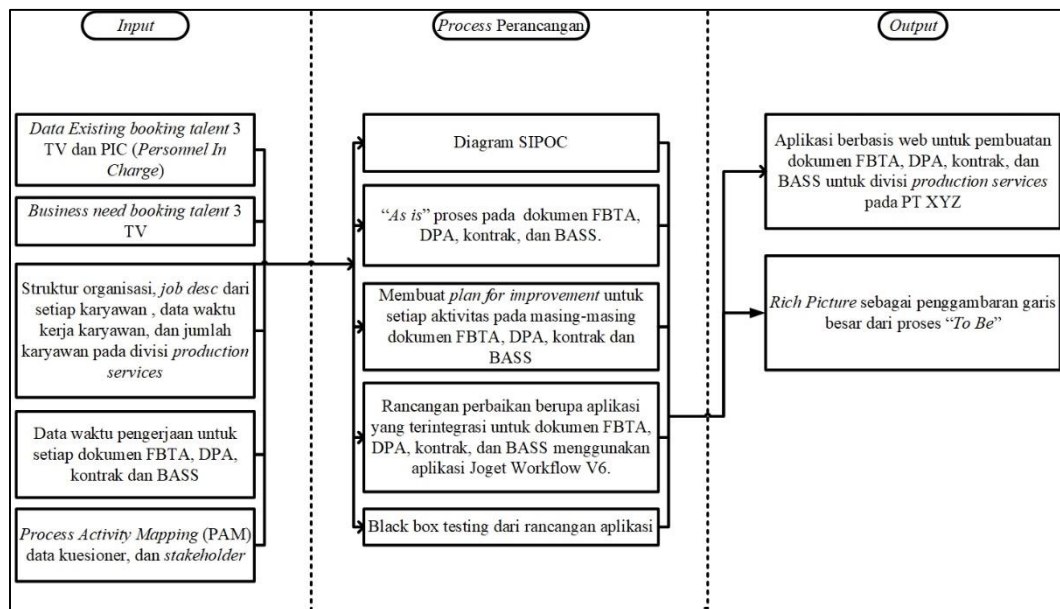 Input
Data Existing booking talent 3
TV dan PIC (Personnel In
Charge)
Business need booking talent 3
TV
Struktur organisasi, job desc dari
setiap karyawan , data waktu
kerja karyawan, dan jumlah
karyawan pada divisi production
services
Data waktu pengerjaan untuk
setiap dokumen FBTA, DPA,
kontrak dan BASS
Process Activity Mapping (PAM)
data kuesioner, dan stakeholder
Process Perancangan
Diagram SIPOC
“As is” proses pada dokumen FBTA,
DPA, kontrak, dan BASS.
Membuat plan for improvement untuk
setiap aktivitas pada masing-masing
dokumen FBTA, DPA, kontrak dan
BASS
Rancangan perbaikan berupa aplikasi
yang terintegrasi untuk dokumen FBTA,
DPA, kontrak, dan BASS menggunakan
aplikasi Joget Workflow V6.
Black box testing dari rancangan aplikasi
Output
Aplikasi berbasis web untuk pembuatan
dokumen FBTA, DPA, kontrak, dan
BASS untuk divisi production services
pada PT XYZ
Rich Picture sebagai penggambaran garis
besar dari proses “To Be”